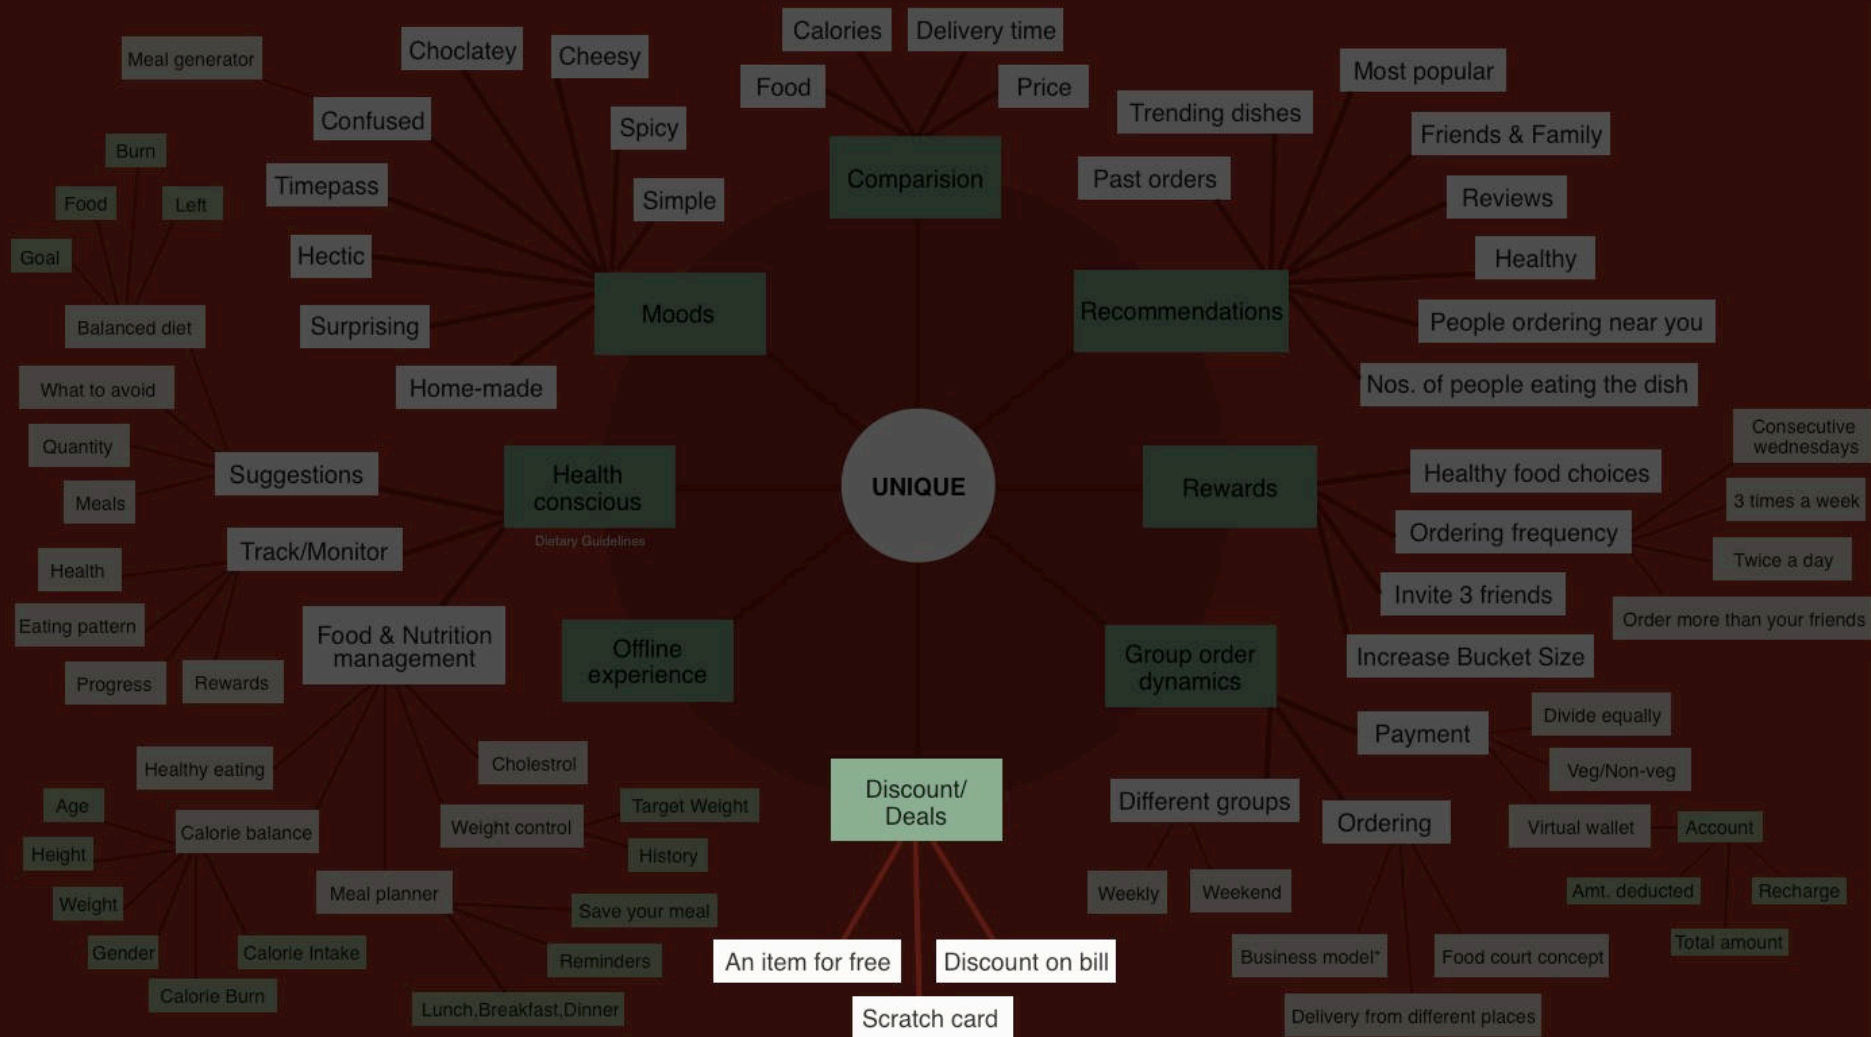 Calories
Delivery time
Food
Price
Comparision
Meal generator
Choclatey
Cheesy
Confused
Spicy
Timepass
Simple
Hectic
Surprising
Home-made
Moods
Most popular
Trending dishes
Friends & Family
Past orders
Reviews
Healthy
People ordering near you
Nos. of people eating the dish
Recommendations
Burn
Food
Left
Goal
Balanced diet
What to avoid
Quantity
Meals
Suggestions
Health
conscious
Dietary Guidelines
UNIQUE
Rewards
Healthy food choices
Ordering frequency
Consecutive
wednesdays
3 times a week
Twice a day
Order more than your friends
Invite 3 friends
Increase Bucket Size
Track/Monitor
Health
Eating pattern
Progress
Rewards
Food & Nutrition
management
Healthy eating
Cholestrol
Calorie balance
Age
Height
Weight
Gender
Calorie Burn
Calorie Intake
Weight control
Target Weight
History
Meal planner
Save your meal
Reminders
Lunch,Breakfast,Dinner
Offline
experience
Discount/
Deals
An item for free
Discount on bill
Scratch card
Group order
dynamics
Payment
Divide equally
Veg/Non-veg
Virtual wallet
Account
Amt. deducted
Recharge
Total amount
Different groups
Weekly
Weekend
Ordering
Business model*
Food court concept
Delivery from different places